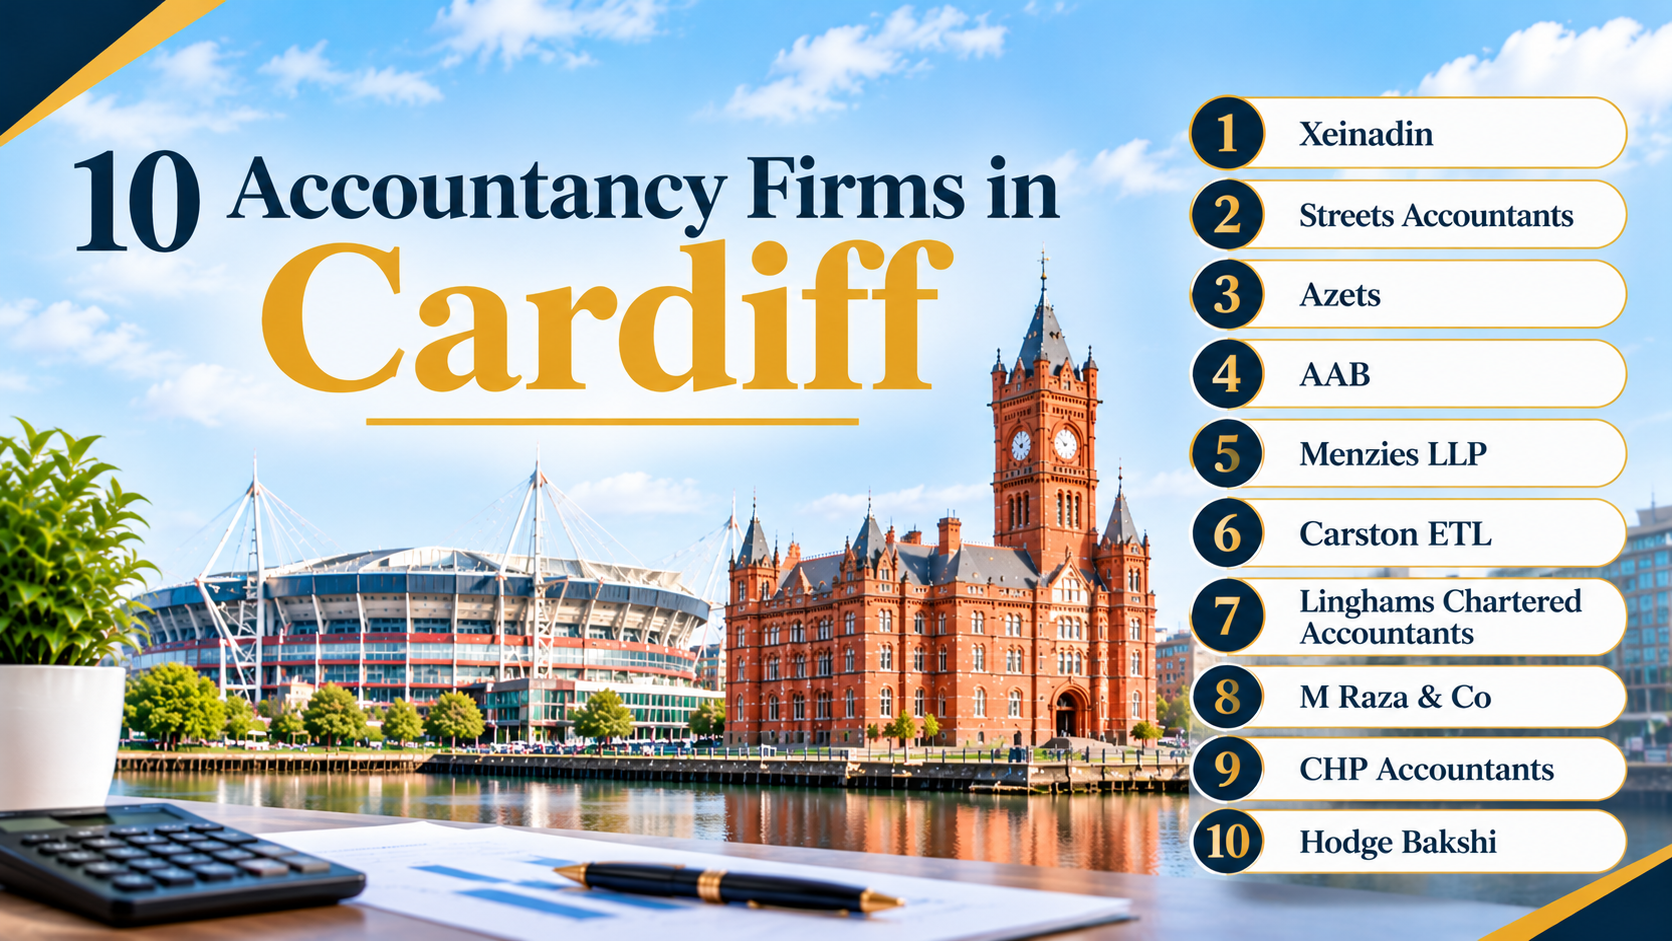 10 Accountancy Firms in
Cardiff
1 Xeinadin
2 Streets Accountants
3 Azets
4 AAB
5 Menzies LLP
6 Carston ETL
7 Linghams Chartered
Accountants
8 M Raza & Co
9 CHP Accountants
10 Hodge Bakshi